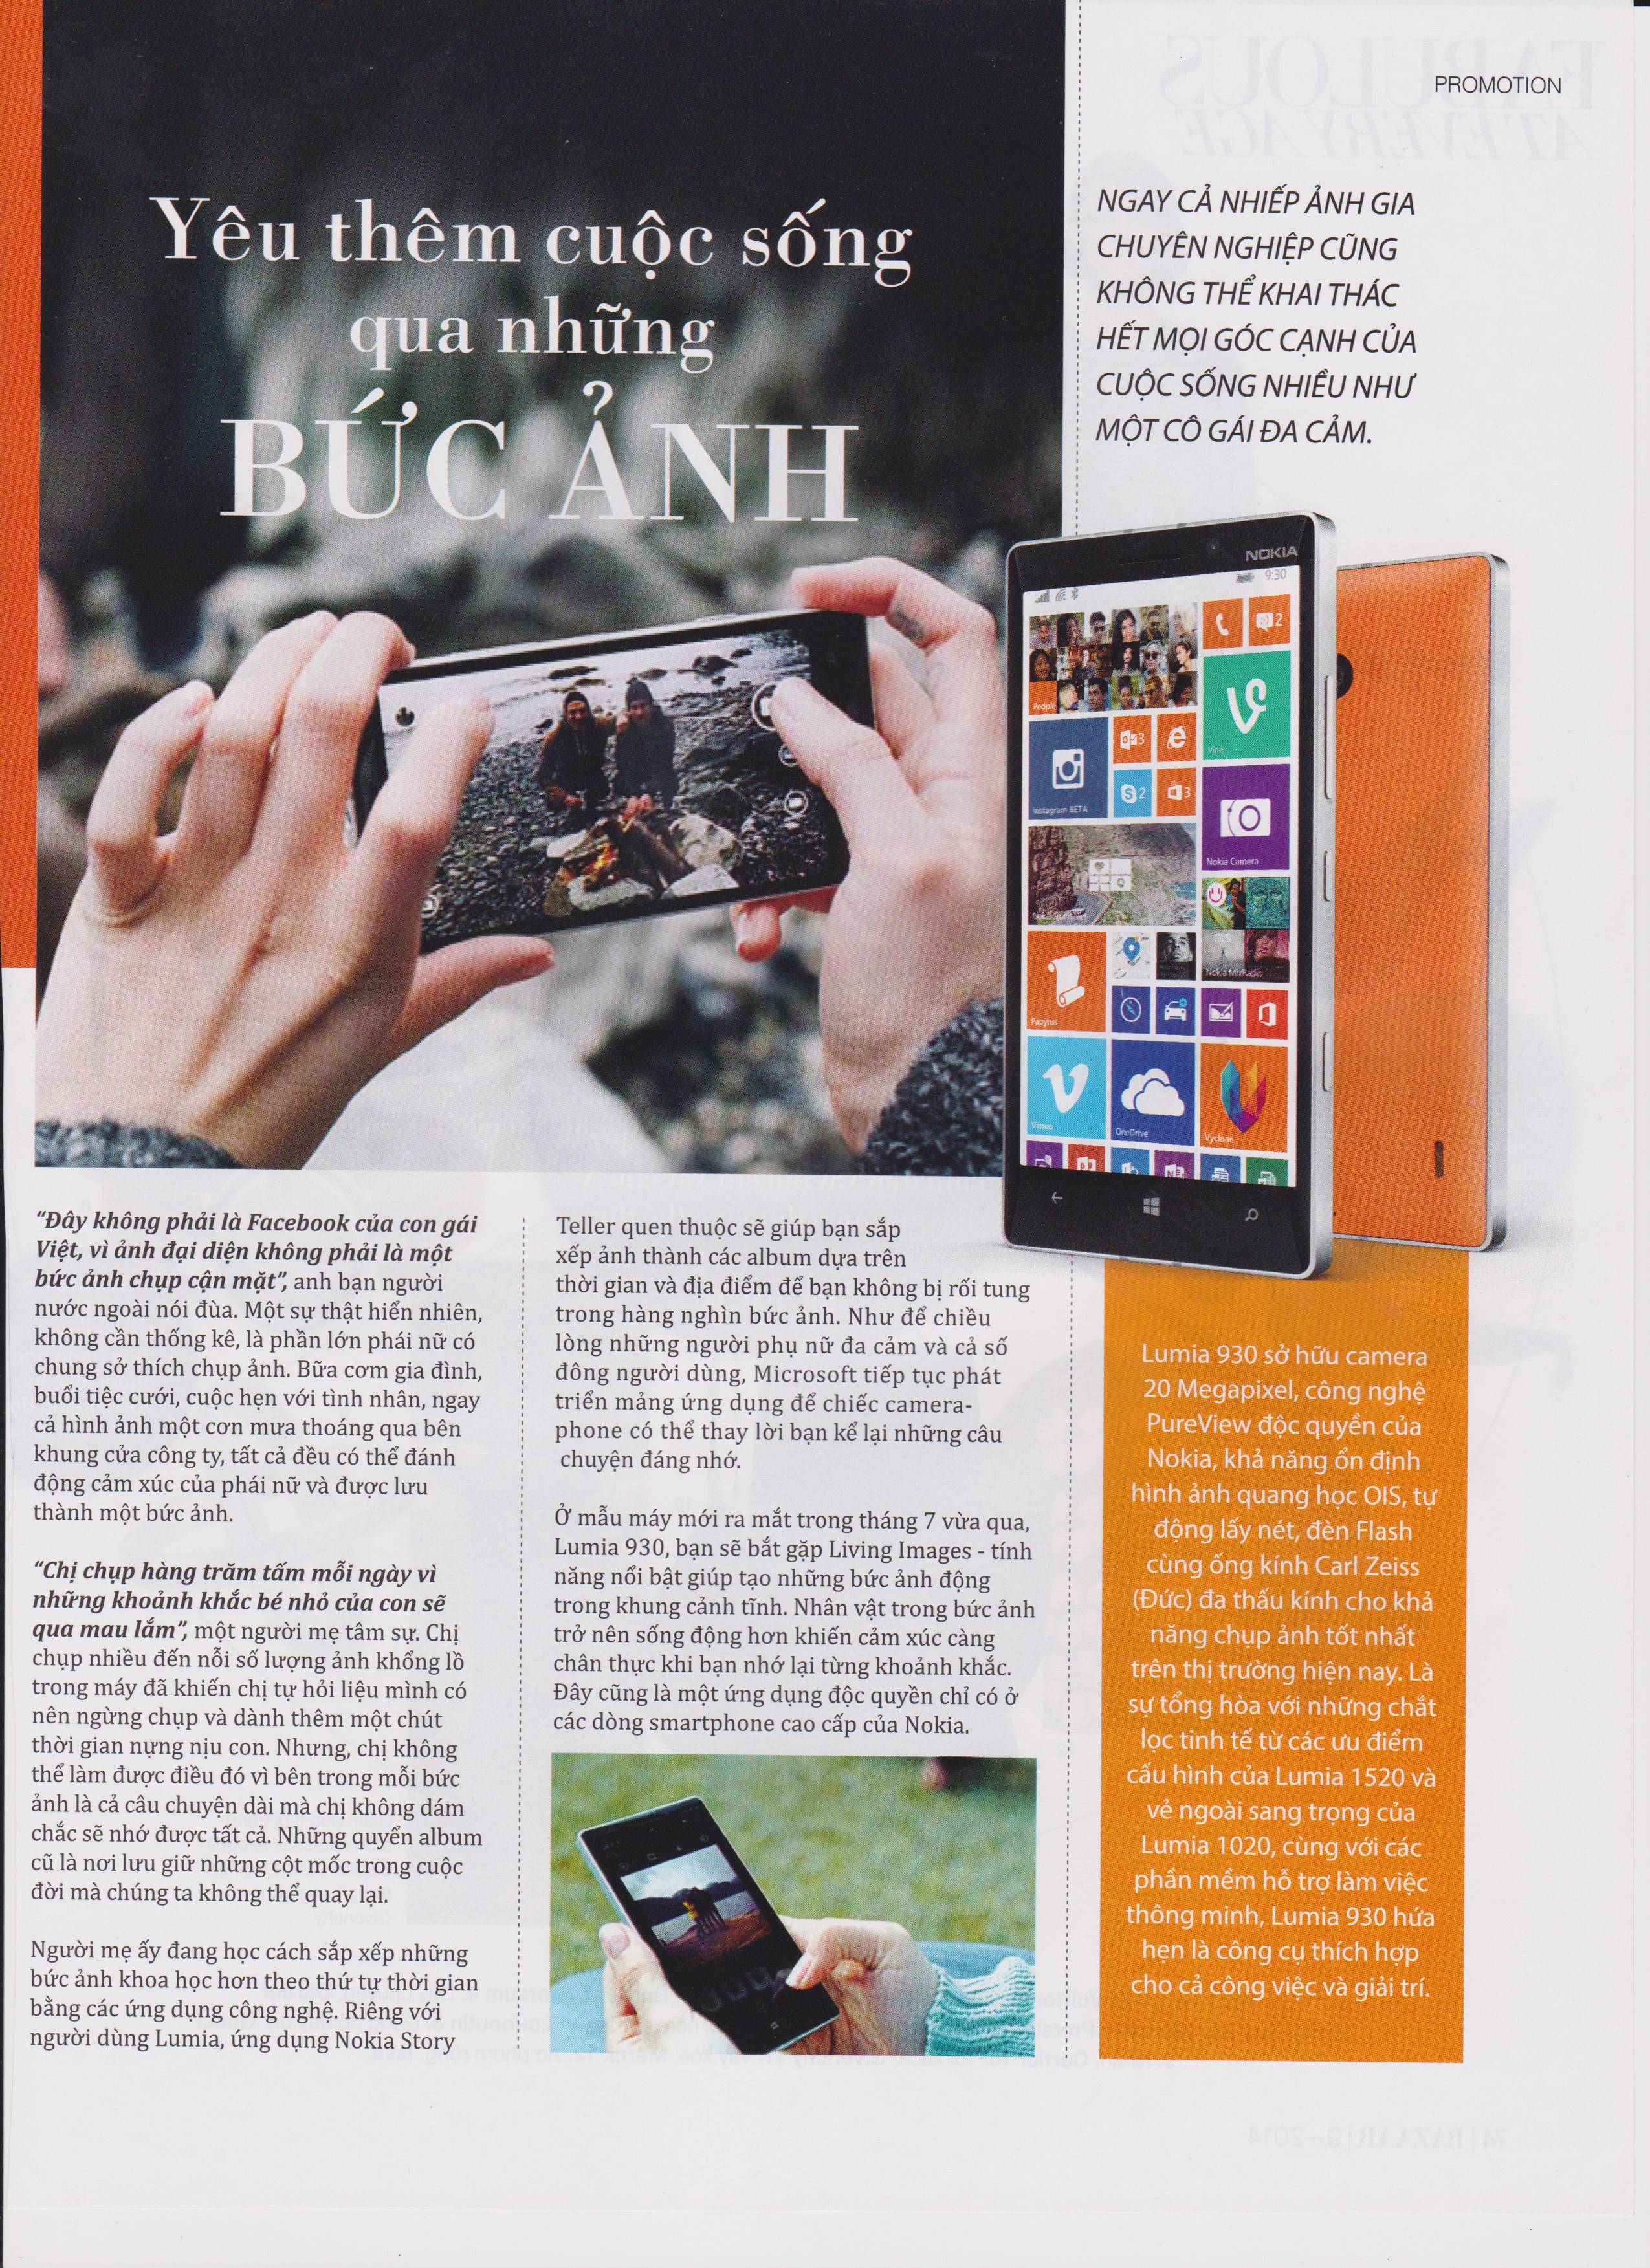 PROMOTION
Yêu thêm cuộc sống
qua những
BỨC ẢNH
NGAY CẢ NHIẾP ẢNH GIA
CHUYÊN NGHIỆP CŨNG
KHÔNG THỂ KHAI THÁC
HẾT MỌI GÓC CẠNH CỦA
CUỘC SỐNG NHIỀU NHƯ
MỘT CÔ GÁI ĐA CẢM.
NOKIA
9:30
2
People
Vine
3
Instagram BETA
2
3
Nokia Camera
Nokia MixRadio
Papyrus
Vimeo
OneDrive
Vyclone
“Đây không phải là Facebook của con gái
Việt, vì ảnh đại diện không phải là một
bức ảnh chụp cận mặt”, anh bạn người
nước ngoài nói đùa. Một sự thật hiển nhiên,
không cần thống kê, là phần lớn phái nữ có
chung sở thích chụp ảnh. Bữa cơm gia đình,
buổi tiệc cưới, cuộc hẹn với tình nhân, ngay
cả hình ảnh một cơn mưa thoáng qua bên
khung cửa công ty, tất cả đều có thể đánh
động cảm xúc của phái nữ và được lưu
thành một bức ảnh.
“Chị chụp hàng trăm tấm mỗi ngày vì
những khoảnh khắc bé nhỏ của con sẽ
qua mau lắm”, một người mẹ tâm sự. Chị
chụp nhiều đến nỗi số lượng ảnh khổng lồ
trong máy đã khiến chị tự hỏi liệu mình có
nên ngừng chụp và dành thêm một chút
thời gian nựng nịu con. Nhưng, chị không
thể làm được điều đó vì bên trong mỗi bức
ảnh là cả câu chuyện dài mà chị không dám
chắc sẽ nhớ được tất cả. Những quyển album
cũ là nơi lưu giữ những cột mốc trong cuộc
đời mà chúng ta không thể quay lại.
Người mẹ ấy đang học cách sắp xếp những
bức ảnh khoa học hơn theo thứ tự thời gian
bằng các ứng dụng công nghệ. Riêng với
người dùng Lumia, ứng dụng Nokia Story
Teller quen thuộc sẽ giúp bạn sắp
xếp ảnh thành các album dựa trên
thời gian và địa điểm để bạn không bị rối tung
trong hàng nghìn bức ảnh. Như để chiều
lòng những người phụ nữ đa cảm và cả số
đông người dùng, Microsoft tiếp tục phát
triển mảng ứng dụng để chiếc camera-
phone có thể thay lời bạn kể lại những câu
chuyện đáng nhớ.
Ở mẫu máy mới ra mắt trong tháng 7 vừa qua,
Lumia 930, bạn sẽ bắt gặp Living Images - tính
năng nổi bật giúp tạo những bức ảnh động
trong khung cảnh tĩnh. Nhân vật trong bức ảnh
trở nên sống động hơn khiến cảm xúc càng
chân thực khi bạn nhớ lại từng khoảnh khắc.
Đây cũng là một ứng dụng độc quyền chỉ có ở
các dòng smartphone cao cấp của Nokia.
Lumia 930 sở hữu camera
20 Megapixel, công nghệ
PureView độc quyền của
Nokia, khả năng ổn định
hình ảnh quang học OIS, tự
động lấy nét, đèn Flash
cùng ống kính Carl Zeiss
(Đức) đa thấu kính cho khả
năng chụp ảnh tốt nhất
trên thị trường hiện nay. Là
sự tổng hòa với những chắt
lọc tinh tế từ các ưu điểm
cấu hình của Lumia 1520 và
vẻ ngoài sang trọng của
Lumia 1020, cùng với các
phần mềm hỗ trợ làm việc
thông minh, Lumia 930 hứa
hẹn là công cụ thích hợp
cho cả công việc và giải trí.